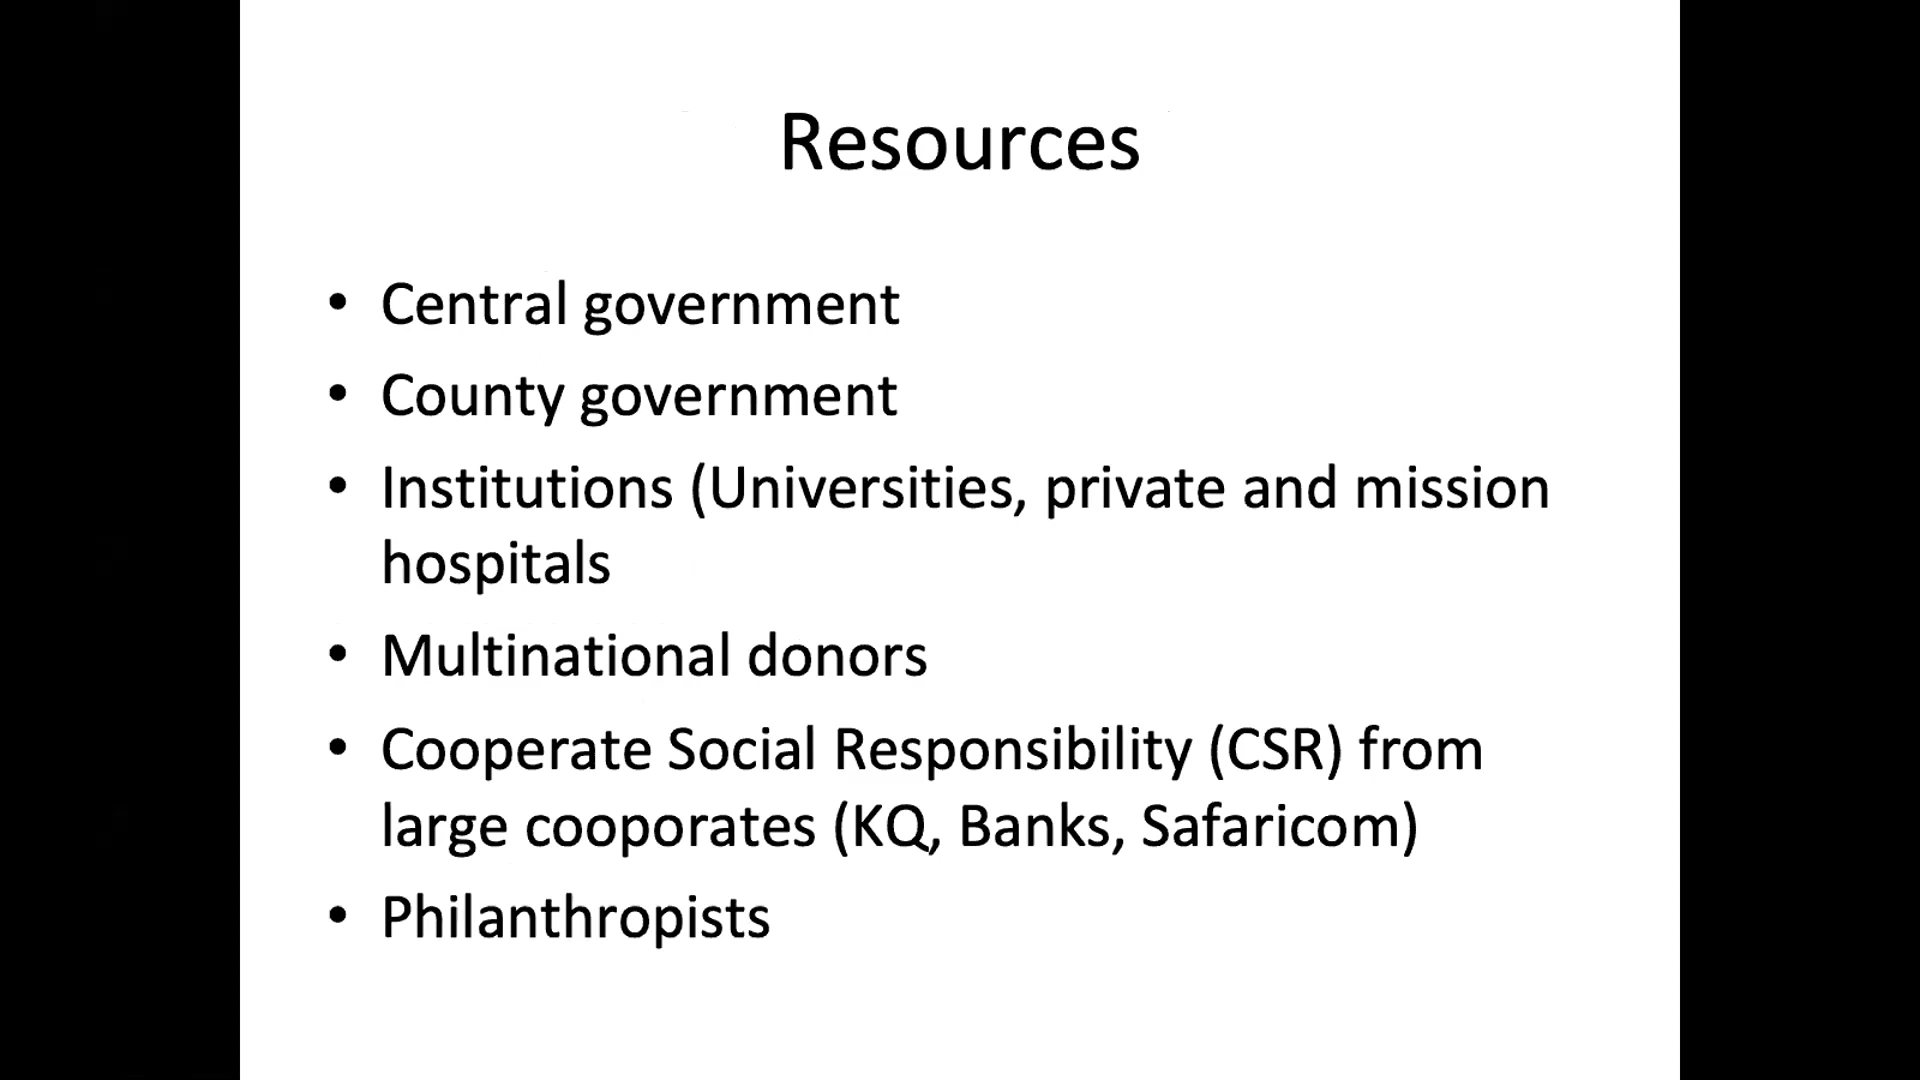 Resources
• Central government
• County government
• Institutions (Universities, private and mission
hospitals
• Multinational donors
• Cooperate Social Responsibility (CSR) from
large cooporates (KQ, Banks, Safaricom)
• Philanthropists